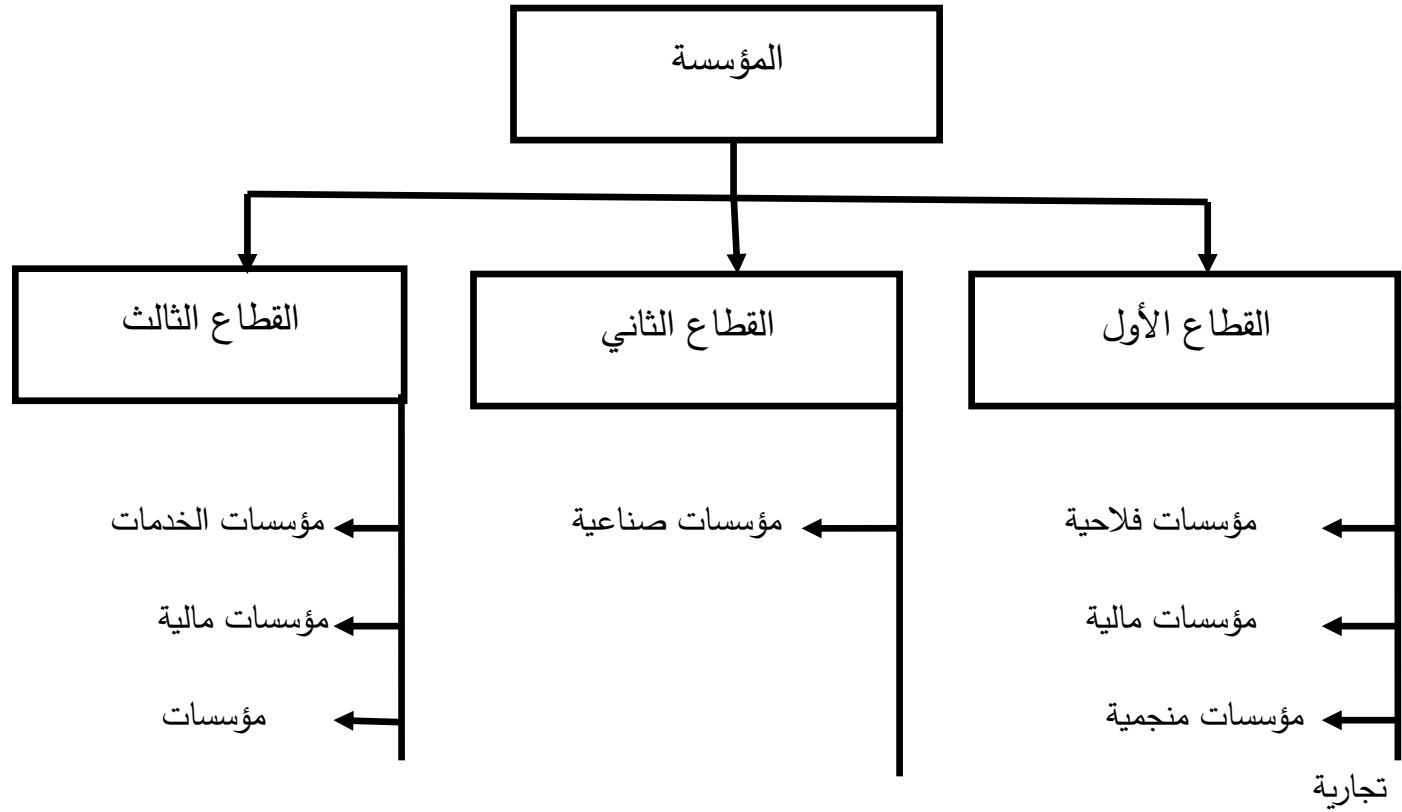 المؤسسة
القطاع الأول
القطاع الثاني
القطاع الثالث
مؤسسات فلاحية
مؤسسات صناعية
مؤسسات الخدمات
مؤسسات مالية
مؤسسات مالية
مؤسسات منجمية
مؤسسات
تجارية